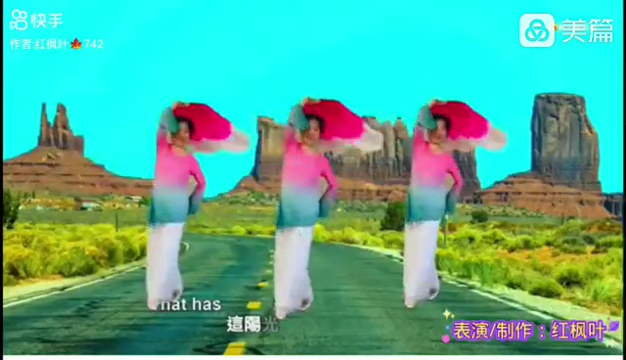 快手
作者:红枫叶🍁742
美篇
hat has
這陽光
表演/制作：红枫叶